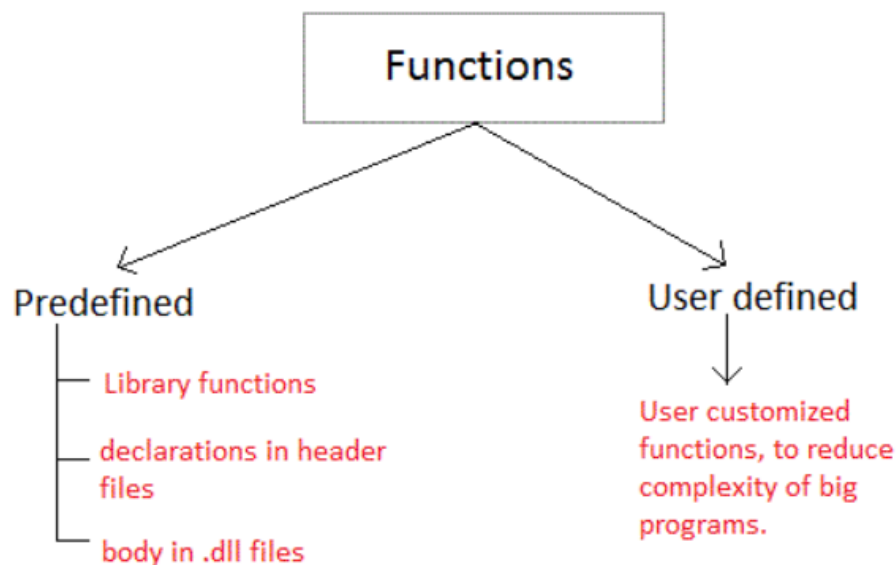 Functions
Predefined
Library functions
declarations in header
files
body in .dll files
User defined
User customized
functions, to reduce
complexity of big
programs.